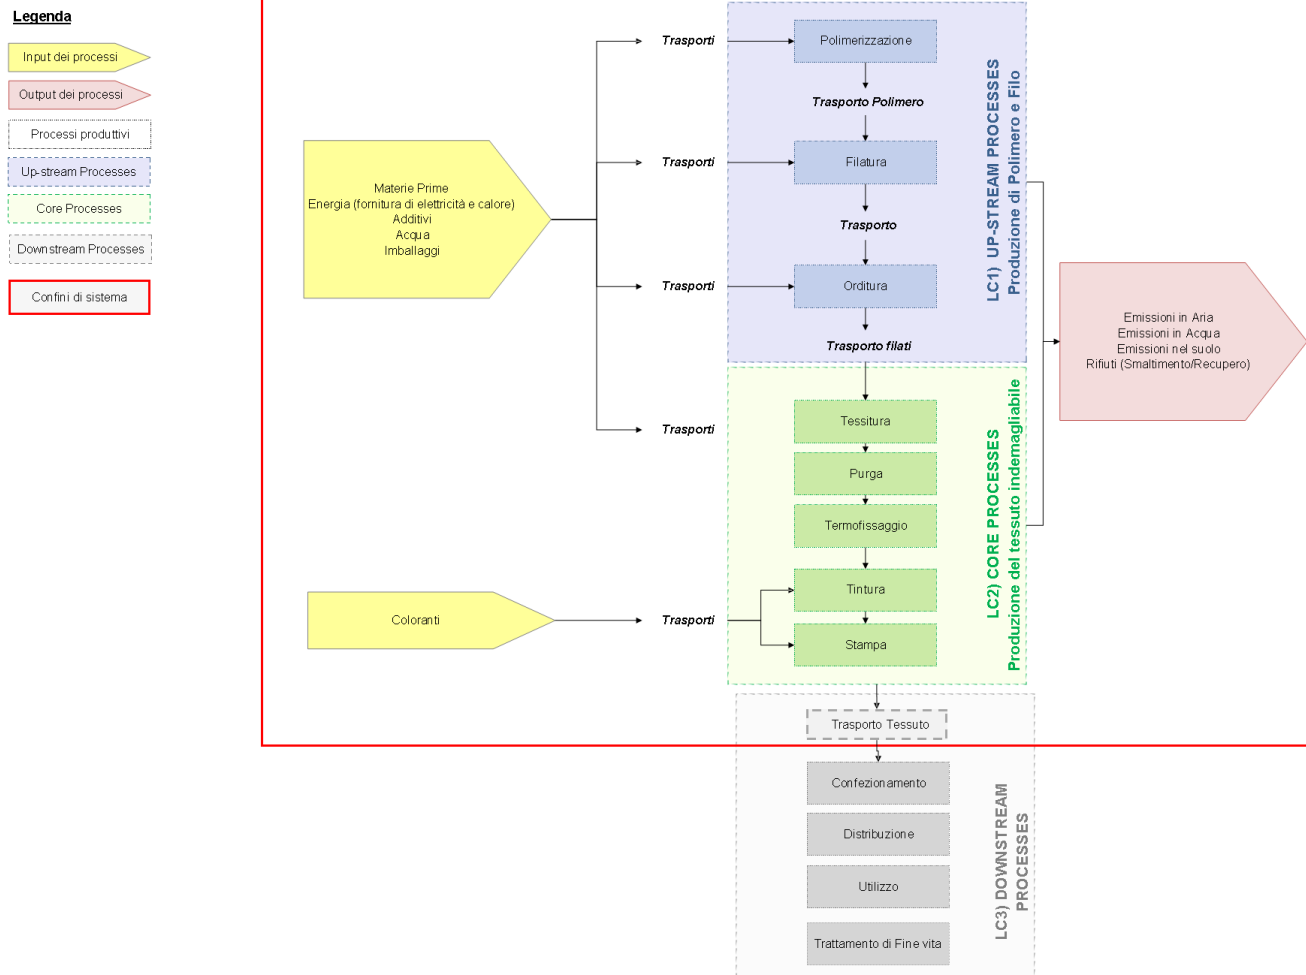 Legenda
Input dei processi
Output dei processi
Processi produttivi
Up-stream Processes
Core Processes
Downstream Processes
Confini di sistema
Materie Prime
Energia (fornitura di elettricità e calore)
Additivi
Acqua
Imballaggi
Coloranti
Trasporti
Trasporti
Trasporti
Trasporti
Trasporti
Polimerizzazione
Trasporto Polimero
Filatura
Trasporto
Orditura
Trasporto filati
LC1) UP-STREAM PROCESSES
Produzione di Polimero e Filo
Tessitura
Purga
Termofissaggio
Tintura
Stampa
LC2) CORE PROCESSES
Produzione del tessuto indemagliabile
Trasporto Tessuto
Confezionamento
Distribuzione
Utilizzo
Trattamento di Fine vita
LC3) DOWNSTREAM
PROCESSES
Emissioni in Aria
Emissioni in Acqua
Emissioni nel suolo
Rifiuti (Smaltimento/Recupero)